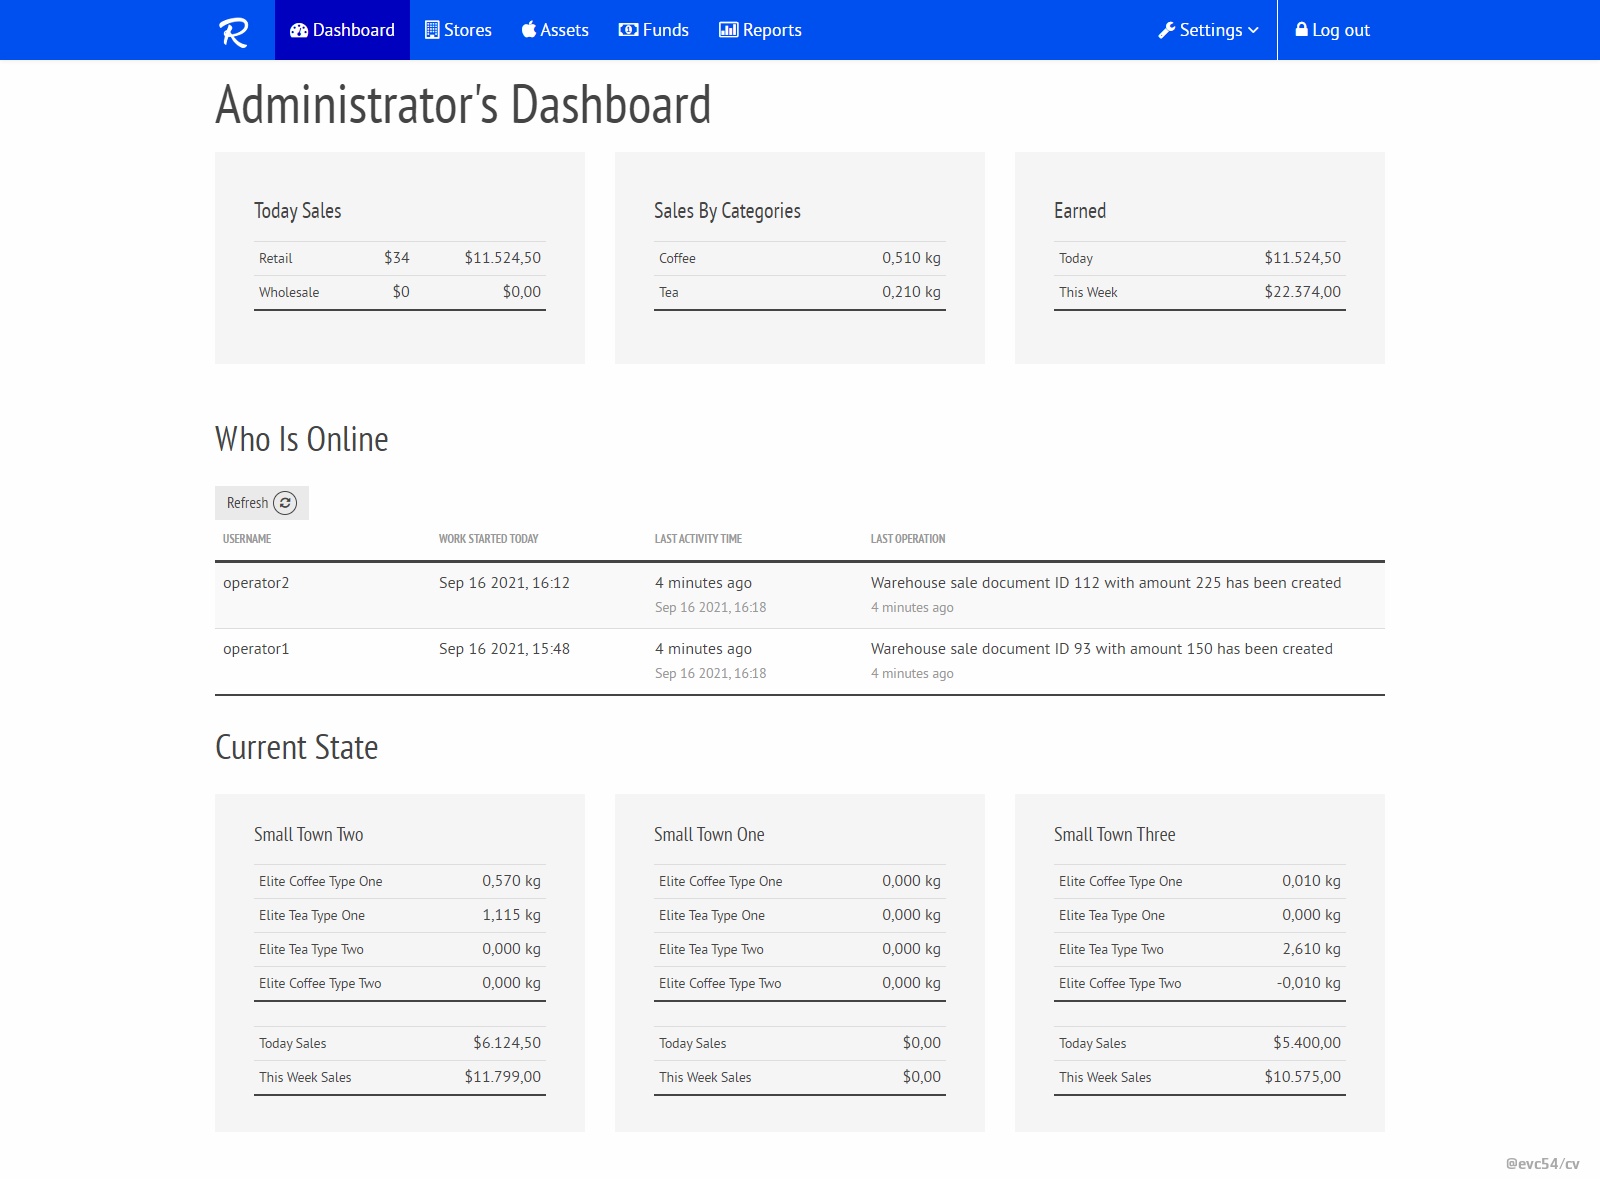 R Dashboard Stores Assets Funds Reports Settings Log out
Administrator's Dashboard
Today Sales
Retail $34 $11.524,50
Wholesale $0 $0,00
Sales By Categories
Coffee 0,510 kg
Tea 0,210 kg
Earned
Today $11.524,50
This Week $22.374,00
Who Is Online
Refresh
USERNAME WORK STARTED TODAY LAST ACTIVITY TIME LAST OPERATION
operator2 Sep 16 2021, 16:12 4 minutes ago Warehouse sale document ID 112 with amount 225 has been created
Sep 16 2021, 16:18 4 minutes ago
operator1 Sep 16 2021, 15:48 4 minutes ago Warehouse sale document ID 93 with amount 150 has been created
Sep 16 2021, 16:18 4 minutes ago
Current State
Small Town Two
Elite Coffee Type One 0,570 kg
Elite Tea Type One 1,115 kg
Elite Tea Type Two 0,000 kg
Elite Coffee Type Two 0,000 kg
Today Sales $6.124,50
This Week Sales $11.799,00
Small Town One
Elite Coffee Type One 0,000 kg
Elite Tea Type One 0,000 kg
Elite Tea Type Two 0,000 kg
Elite Coffee Type Two 0,000 kg
Today Sales $0,00
This Week Sales $0,00
Small Town Three
Elite Coffee Type One 0,010 kg
Elite Tea Type One 0,000 kg
Elite Tea Type Two 2,610 kg
Elite Coffee Type Two -0,010 kg
Today Sales $5.400,00
This Week Sales $10.575,00
@evc54/cv